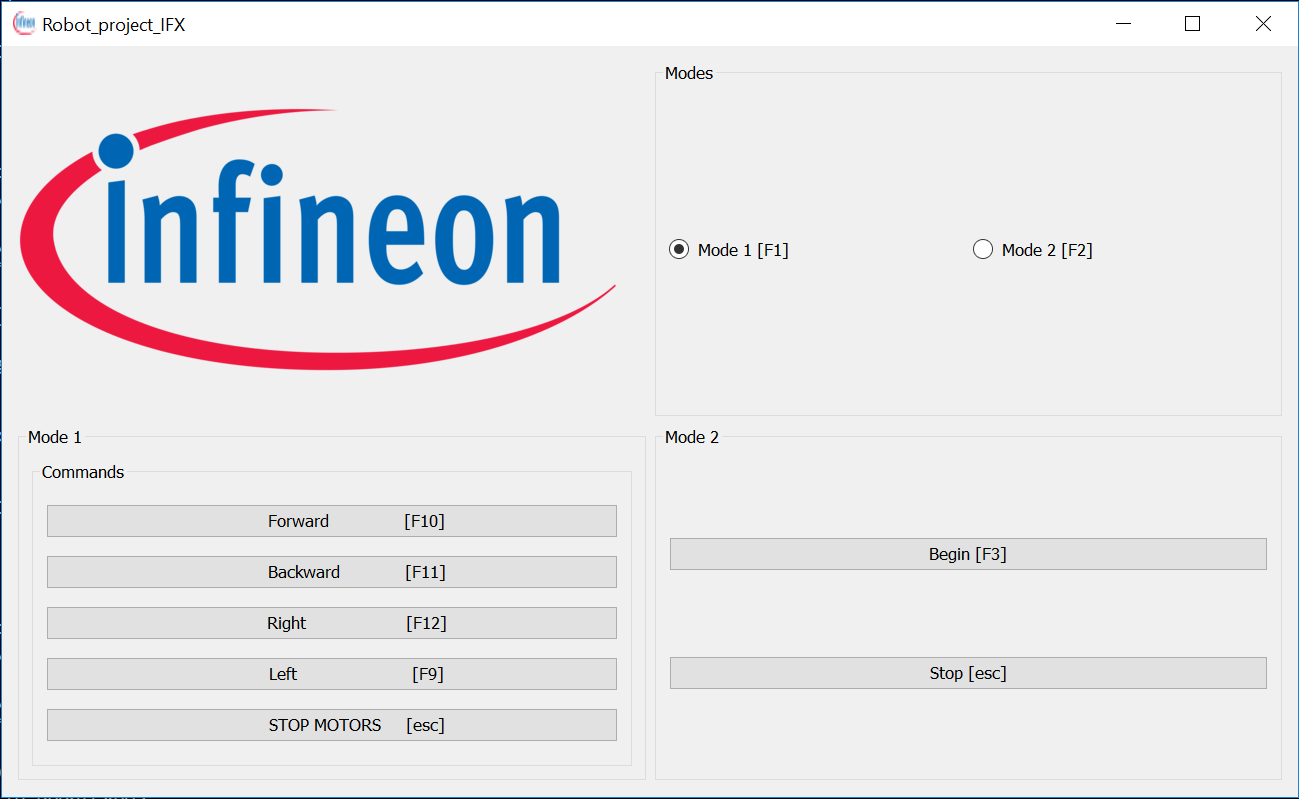 Robot_project_IFX
infineon
Modes
Mode 1 [F1]
Mode 2 [F2]
Mode 1
Commands
Forward [F10]
Backward [F11]
Right [F12]
Left [F9]
STOP MOTORS [esc]
Mode 2
Begin [F3]
Stop [esc]